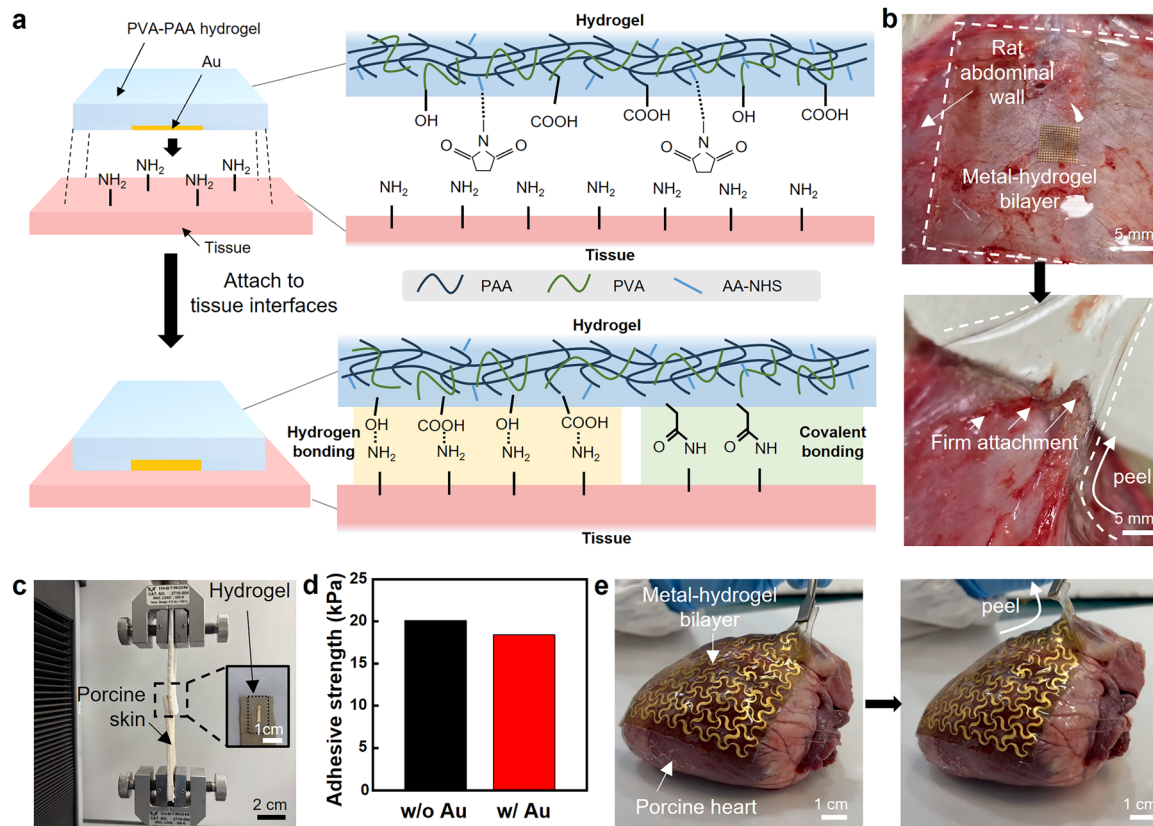 a
PVA-PAA hydrogel
Au
NH2
NH2
NH2
NH2
Tissue
Attach to
tissue interfaces
Hydrogel
OH
COOH
COOH
OH
COOH
N
O
O
N
O
O
NH2
NH2
NH2
NH2
NH2
NH2
NH2
Tissue
PAA
PVA
AA-NHS
Hydrogel
Hydrogen
bonding
OH
COOH
OH
COOH
NH2
NH2
NH2
NH2
O
NH
O
NH
Covalent
bonding
Tissue
b
Rat
abdominal
wall
Metal-hydrogel
bilayer
5 mm
Firm attachment
peel
5 mm
c
INSTRON
Hydrogel
Porcine
skin
1cm
2 cm
d
Adhesive strength (kPa)
25
20
15
10
5
0
w/o Au
w/ Au
e
Metal-hydrogel
bilayer
Porcine heart
1 cm
peel
1 cm